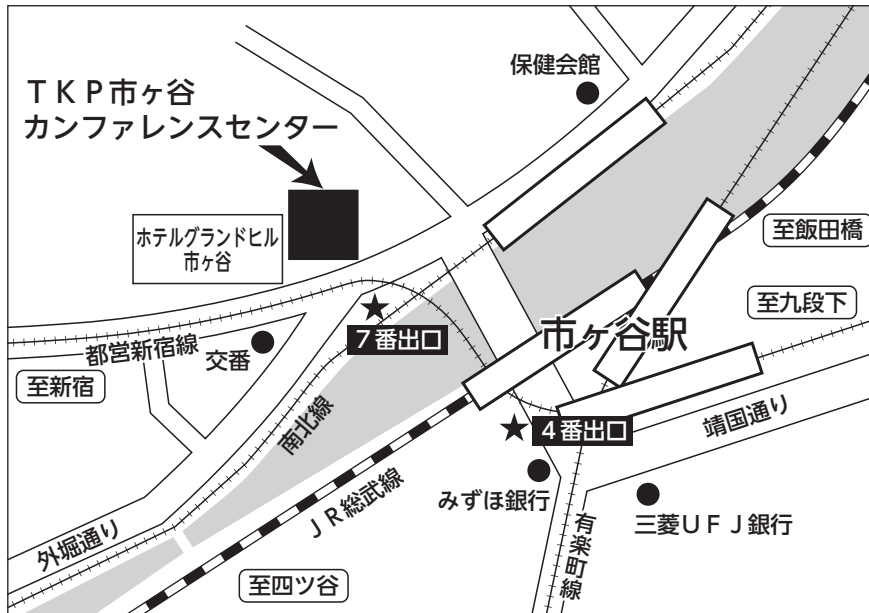 保健会館
ＴＫＰ市ヶ谷
カンファレンスセンター
ホテルグランドヒル
市ヶ谷
至飯田橋
至九段下
７番出口
市ヶ谷駅
都営新宿線
交番
至新宿
南北線
４番出口
靖国通り
みずほ銀行
三菱ＵＦＪ銀行
ＪＲ総武線
外堀通り
有楽町線
至四ツ谷